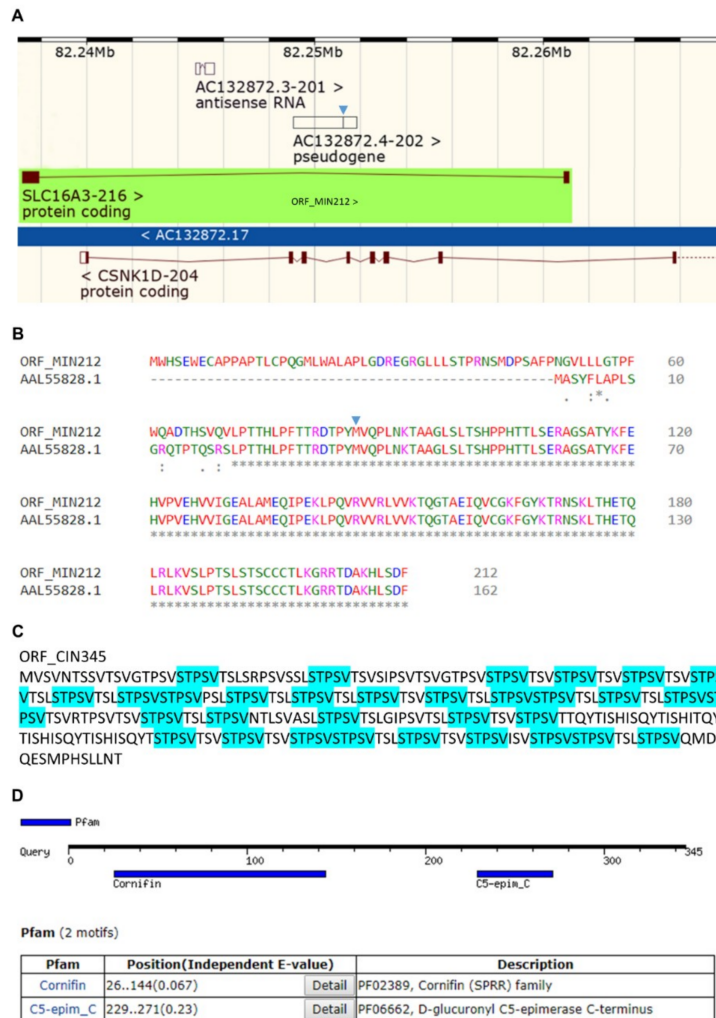 A
82.24Mb 82.25Mb 82.26Mb
AC132872.3-201 >
antisense RNA
AC132872.4-202 >
pseudogene
SLC16A3-216 >
protein coding
ORF_MIN212 >
< AC132872.17
< CSNK1D-204
protein coding
B
ORF_MIN212 MWHSEWECAPPAPTLCPQGMLWALAPLGDREGRGLLLSTPRNSMDPSAFPNGVLLLGTPF 60
AAL55828.1 --------------------------------------------------MASYFLAPLS 10
. :*.
ORF_MIN212 WQADTHSVQVLPTTHLPFTTRDTPYMVQPLNKTAAGLSLTSHPPHTTLSERAGSATYKFE 120
AAL55828.1 GRQTPTQSRSLPTTHLPFTTRDTPYMVQPLNKTAAGLSLTSHPPHTTLSERAGSATYKFE 70
: . : ************************************************
ORF_MIN212 HVPVEHVVIGEALAMEQIPEKLPQVRVVRLVVKTQGTAEIQVCGKFGYKTRNSKLTHETQ 180
AAL55828.1 HVPVEHVVIGEALAMEQIPEKLPQVRVVRLVVKTQGTAEIQVCGKFGYKTRNSKLTHETQ 130
************************************************************
ORF_MIN212 LRLKVSLPTSLSTSCCCTLKGRRTDAKHLSDF 212
AAL55828.1 LRLKVSLPTSLSTSCCCTLKGRRTDAKHLSDF 162
********************************
C
ORF_CIN345
MVSVNTSSVTSVGTPSVSTPSVTSLSRPSVSSLSTPSVTSVSIPSVTSVGTPSVSTPSVTSVSTPSVTSVSTPSVTSVSTP
VTSLSTPSVTSLSTPSVSTPSVPSLSTPSVTSLSTPSVTSLSTPSVTSVSTPSVTSLSTPSVSTPSVTSLSTPSVTSLSTPSVST
PSVTSVRTPSVTSVSTPSVTSLSTPSVNTLSVASLSTPSVTSLGIPSVTSLSTPSVTSVSTPSVTTQYTISHISQYTISHITQY
TISHISQYTISHISQYTSTPSVTSVSTPSVTSVSTPSVSTPSVTSLSTPSVTSVSTPSVISVSTPSVSTPSVTSLSTPSVQMD
QESMPHSLLNT
D
Pfam
Query 0 100 200 300 345
Cornifin C5-epim_C
Pfam (2 motifs)
Pfam Position(Independent E-value) Description
Cornifin 26..144(0.067) Detail PF02389, Cornifin (SPRR) family
C5-epim_C 229..271(0.23) Detail PF06662, D-glucuronyl C5-epimerase C-terminus